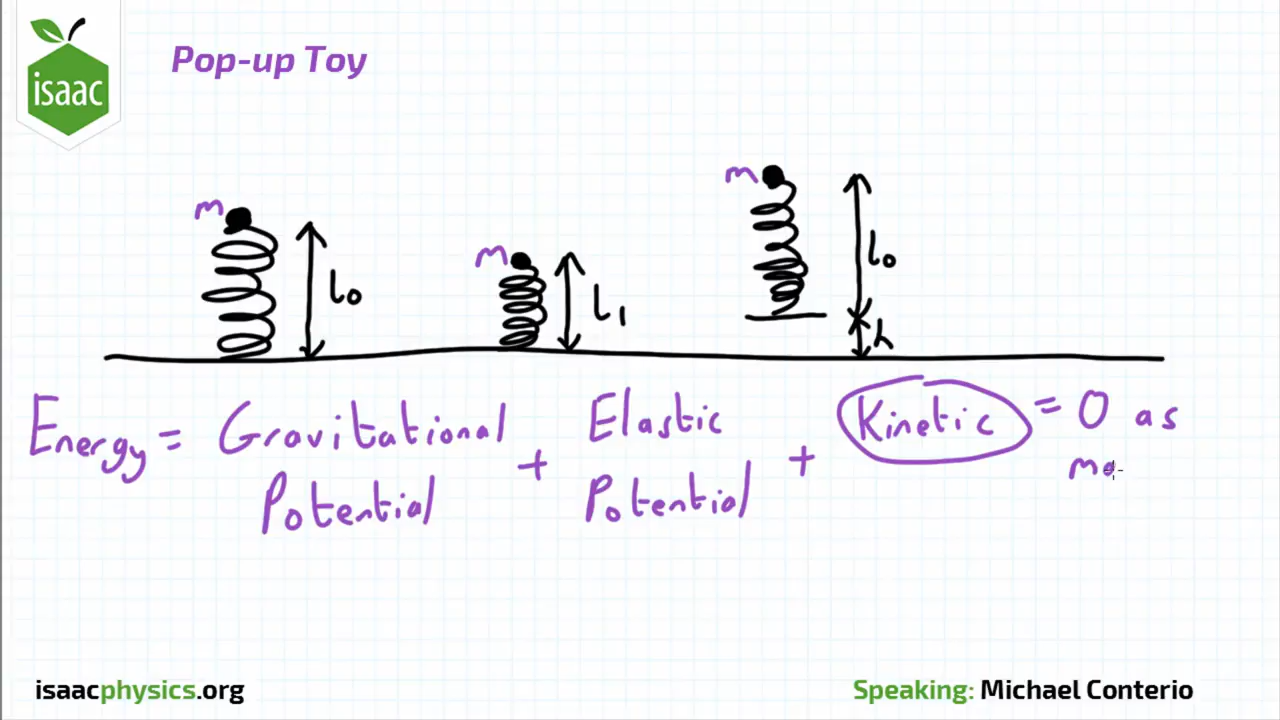 isaac
Pop-up Toy
m
l₀
m
l₁
m
l₀
h
Energy = Gravitational Potential + Elastic Potential + Kinetic = 0 as
mo
isaacphysics.org
Speaking: Michael Conterio